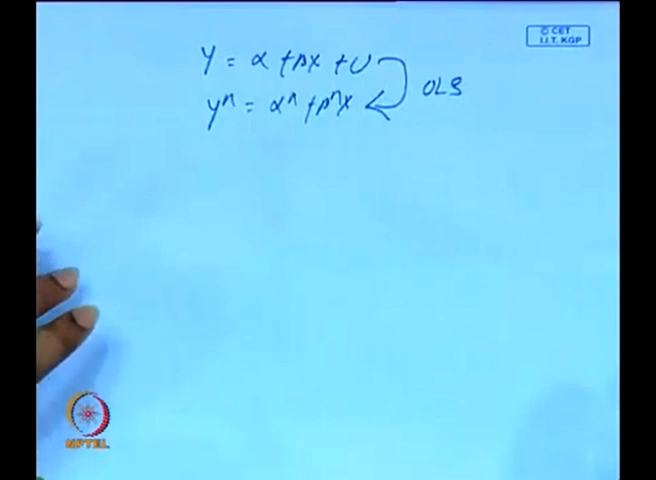 © CET
I.I.T. KGP
Y = α + βX + U
Y^ = α^ + β^X
OLS
NPTEL